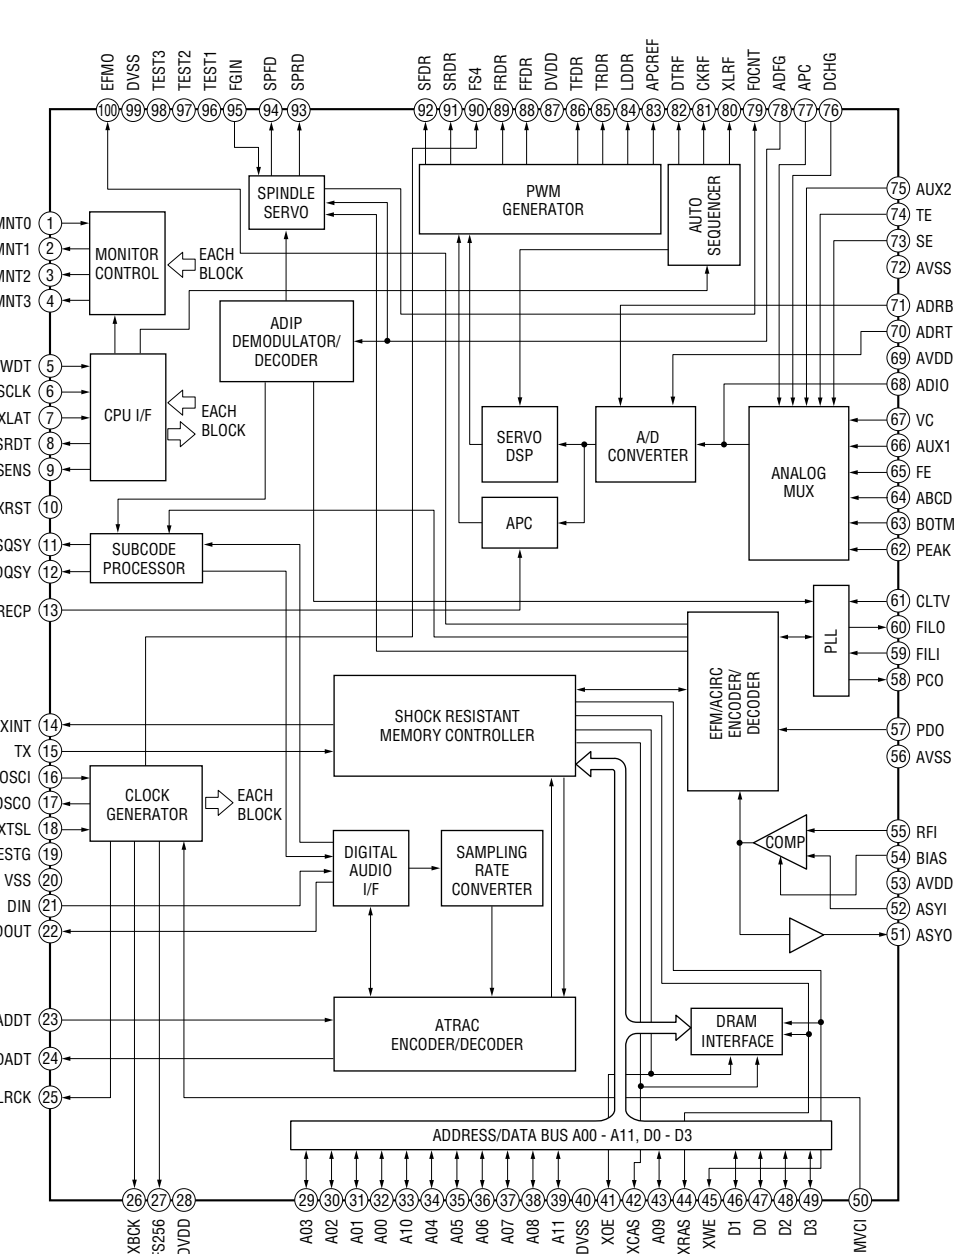 EFMO
DVSS
TEST3
TEST2
TEST1
FGIN
SPFD
SPRD
SFDR
SRDR
FS4
FRDR
FFDR
DVDD
TFDR
TRDR
LDDR
APCREF
DTRF
CKRF
XLRF
F0CNT
ADFG
APC
DCHG
100 99 98 97 96 95 94 93 92 91 90 89 88 87 86 85 84 83 82 81 80 79 78 77 76
MNT0 1
MNT1 2
MNT2 3
MNT3 4
MONITOR
CONTROL
EACH
BLOCK
SPINDLE
SERVO
PWM
GENERATOR
AUTO
SEQUENCER
75 AUX2
74 TE
73 SE
72 AVSS
71 ADRB
70 ADRT
69 AVDD
68 ADIO
67 VC
66 AUX1
65 FE
64 ABCD
63 BOTM
62 PEAK
ADIP
DEMODULATOR/
DECODER
WDT 5
SCLK 6
XLAT 7
SRDT 8
SENS 9
XRST 10
SQSY 11
DQSY 12
RECP 13
CPU I/F
EACH
BLOCK
SERVO
DSP
A/D
CONVERTER
ANALOG
MUX
APC
SUBCODE
PROCESSOR
61 CLTV
60 FILO
59 FILI
58 PCO
PLL
EFM/ACIRC
ENCODER/
DECODER
57 PDO
56 AVSS
XINT 14
TX 15
OSCI 16
OSCO 17
XTSL 18
ESTG 19
VSS 20
DIN 21
DOUT 22
SHOCK RESISTANT
MEMORY CONTROLLER
CLOCK
GENERATOR
EACH
BLOCK
DIGITAL
AUDIO
I/F
SAMPLING
RATE
CONVERTER
COMP
55 RFI
54 BIAS
53 AVDD
52 ASYI
51 ASYO
ADDT 23
DADT 24
LRCK 25
ATRAC
ENCODER/DECODER
DRAM
INTERFACE
ADDRESS/DATA BUS A00 - A11, D0 - D3
26 27 28 29 30 31 32 33 34 35 36 37 38 39 40 41 42 43 44 45 46 47 48 49 50
XBCK
FS256
DVDD
A03
A02
A01
A00
A10
A04
A05
A06
A07
A08
A11
DVSS
XOE
XCAS
A09
XRAS
XWE
D1
D0
D2
D3
MVCI